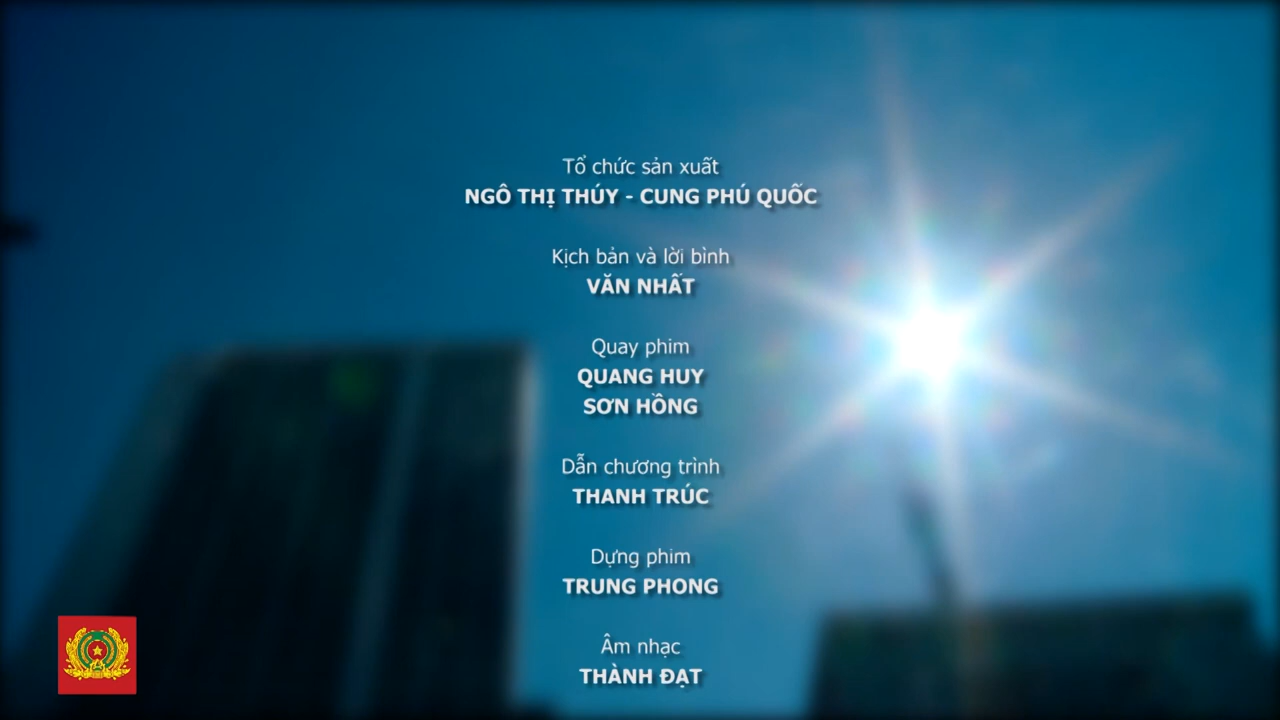 Tổ chức sản xuất
NGÔ THỊ THÚY - CUNG PHÚ QUỐC
Kịch bản và lời bình
VĂN NHẤT
Quay phim
QUANG HUY
SƠN HỒNG
Dẫn chương trình
THANH TRÚC
Dựng phim
TRUNG PHONG
Âm nhạc
THÀNH ĐẠT